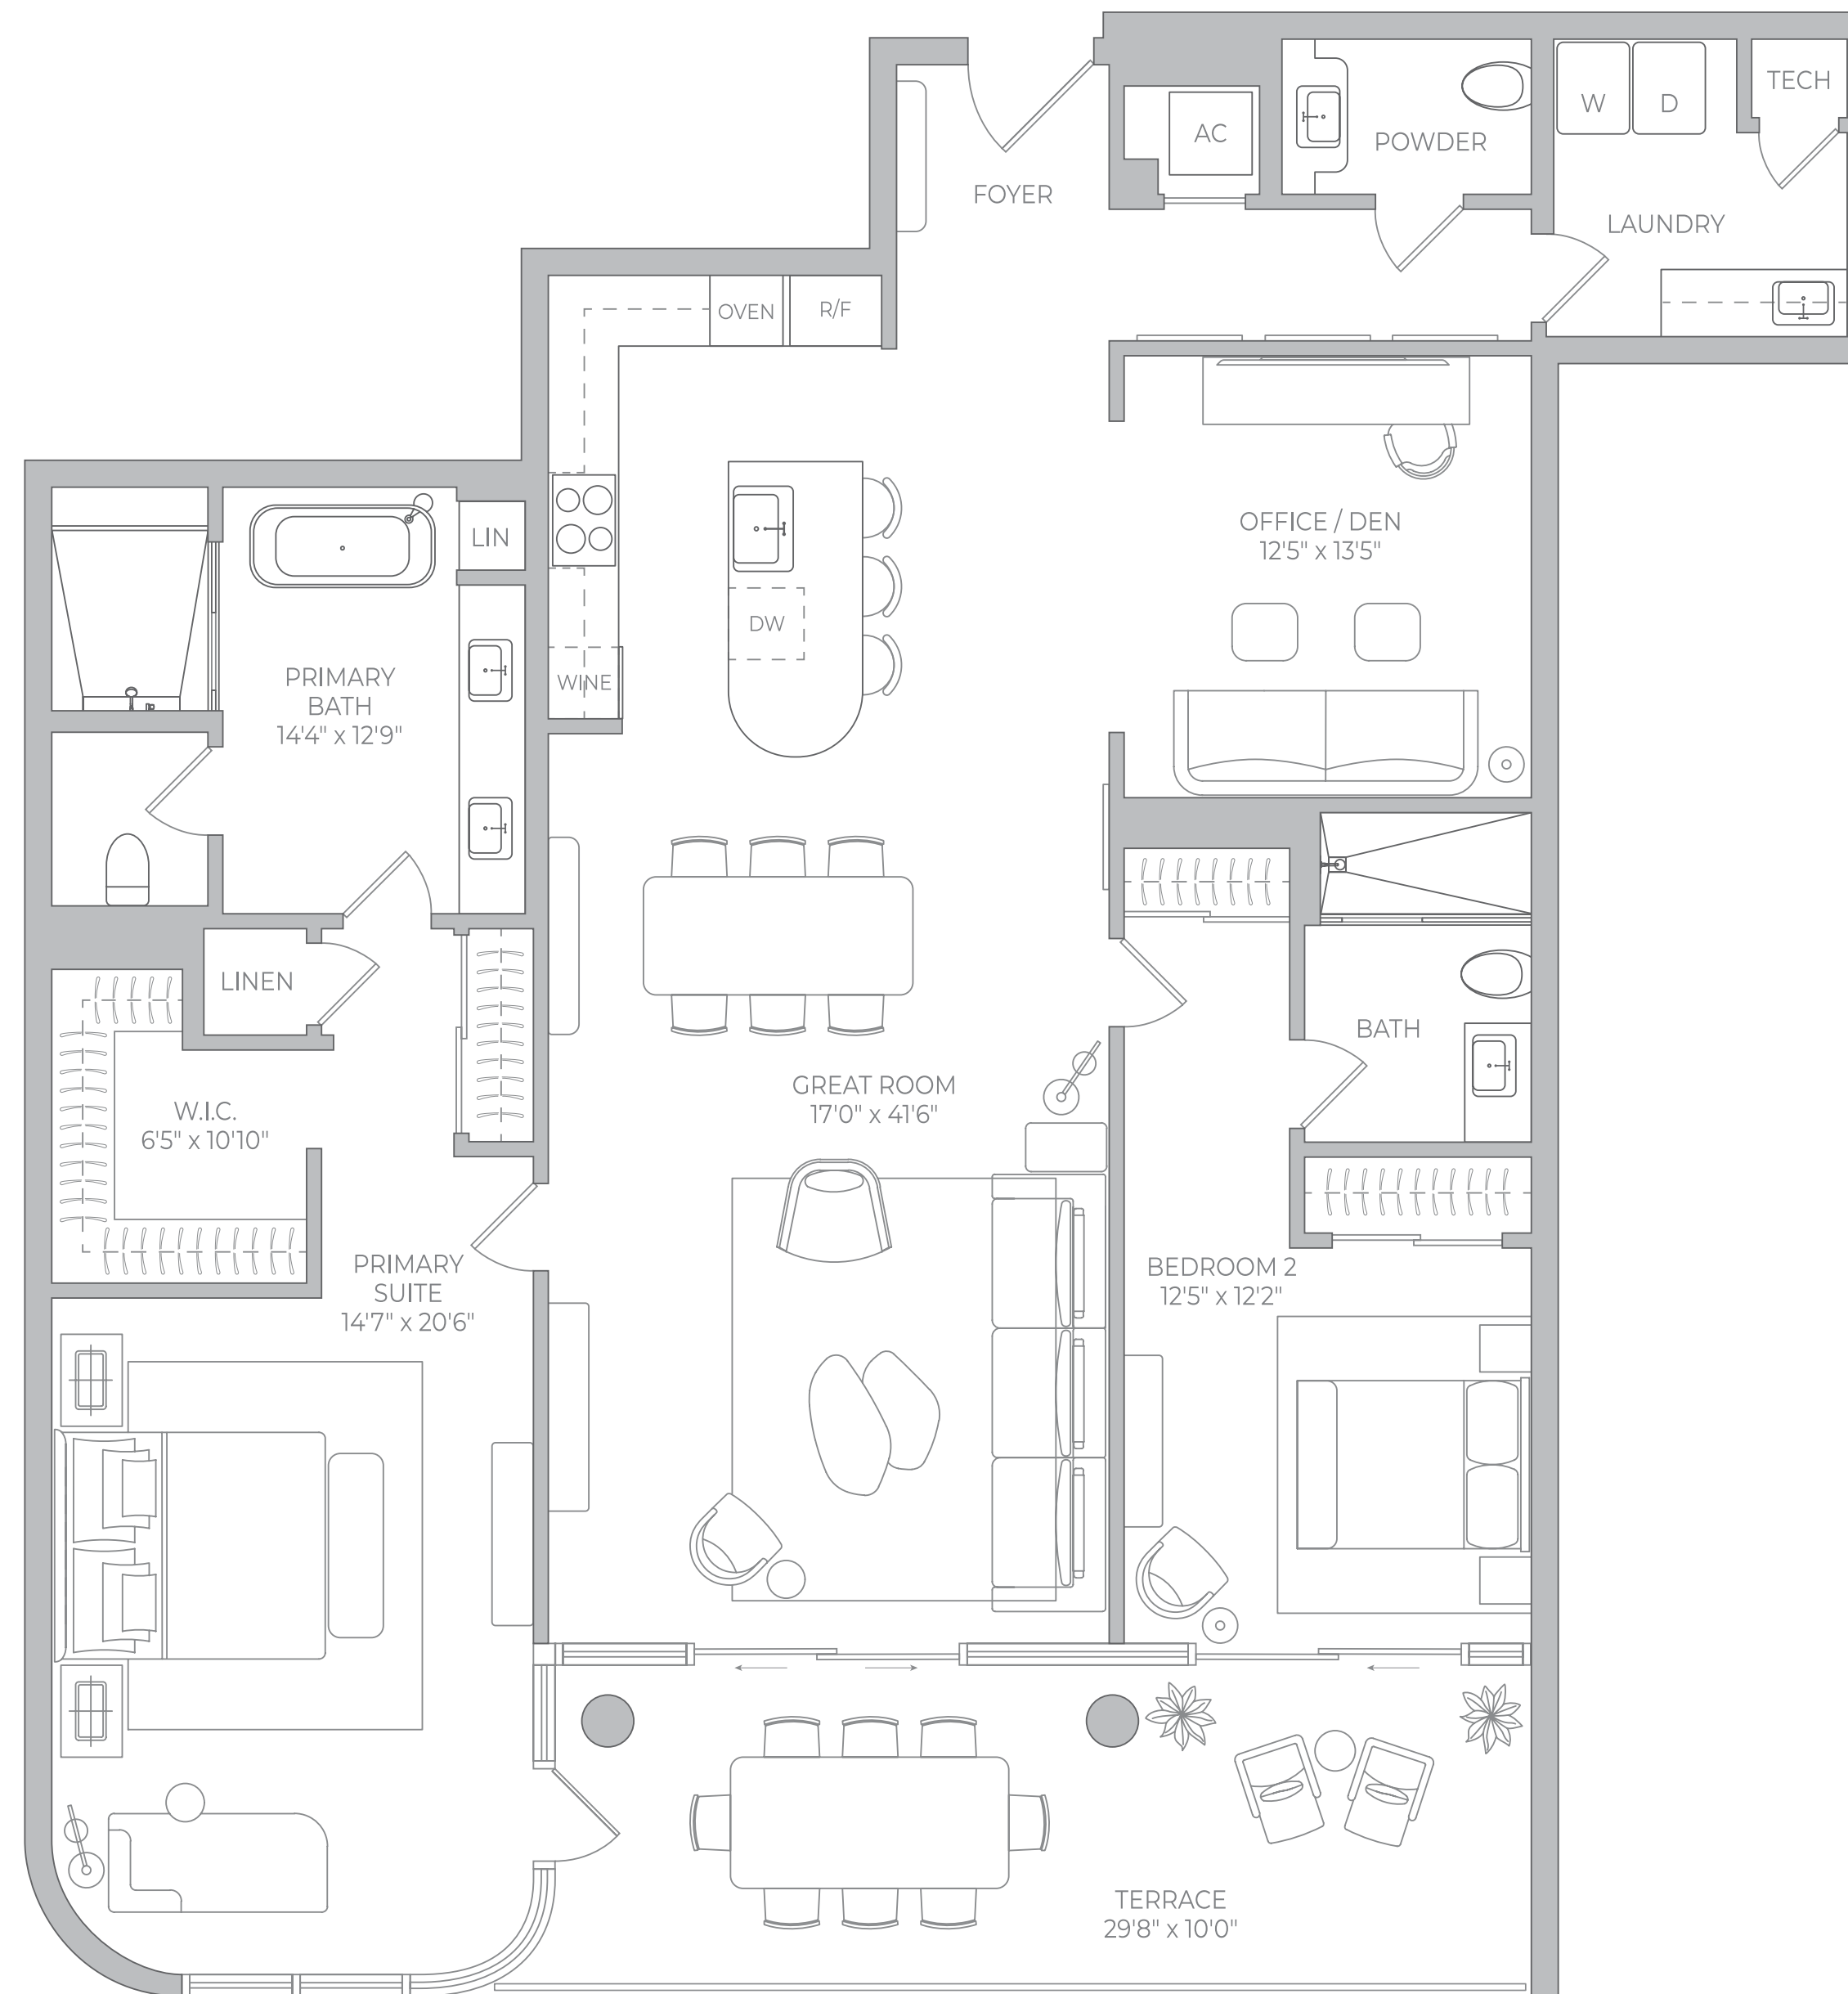 TECH
W
D
AC
POWDER
FOYER
LAUNDRY
OVEN
R/F
LIN
OFFICE / DEN
12'5" x 13'5"
DW
PRIMARY
BATH
14'4" x 12'9"
WINE
LINEN
BATH
GREAT ROOM
17'0" x 41'6"
W.I.C.
6'5" x 10'10"
PRIMARY
SUITE
14'7" x 20'6"
BEDROOM 2
12'5" x 12'2"
TERRACE
29'8" x 10'0"